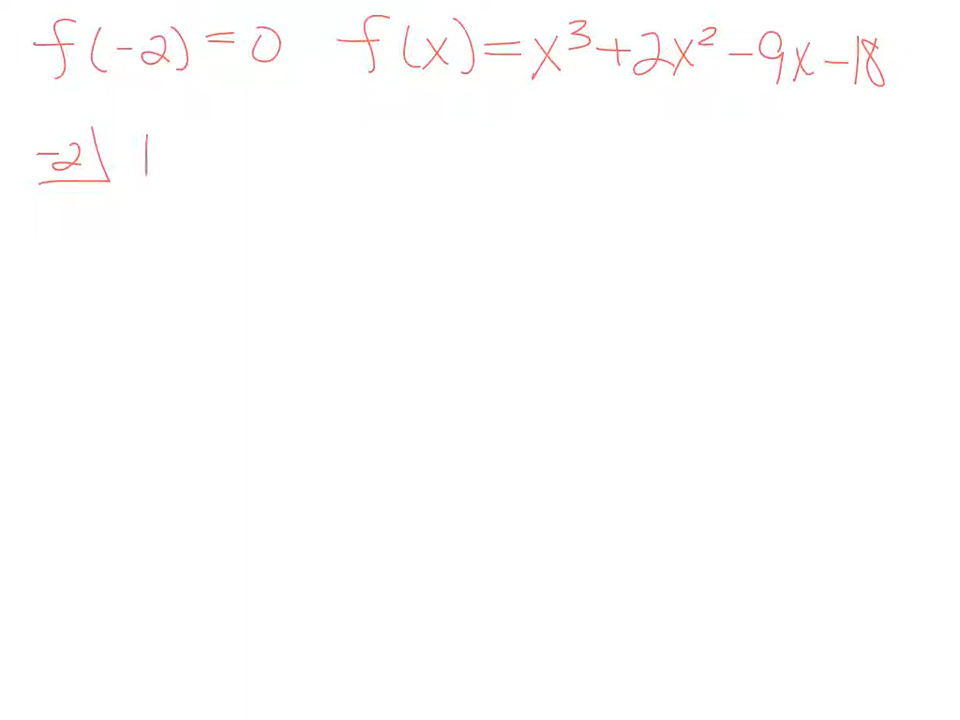 f(-2) = 0 f(x) = x³ + 2x² - 9x - 18
-2 | 1